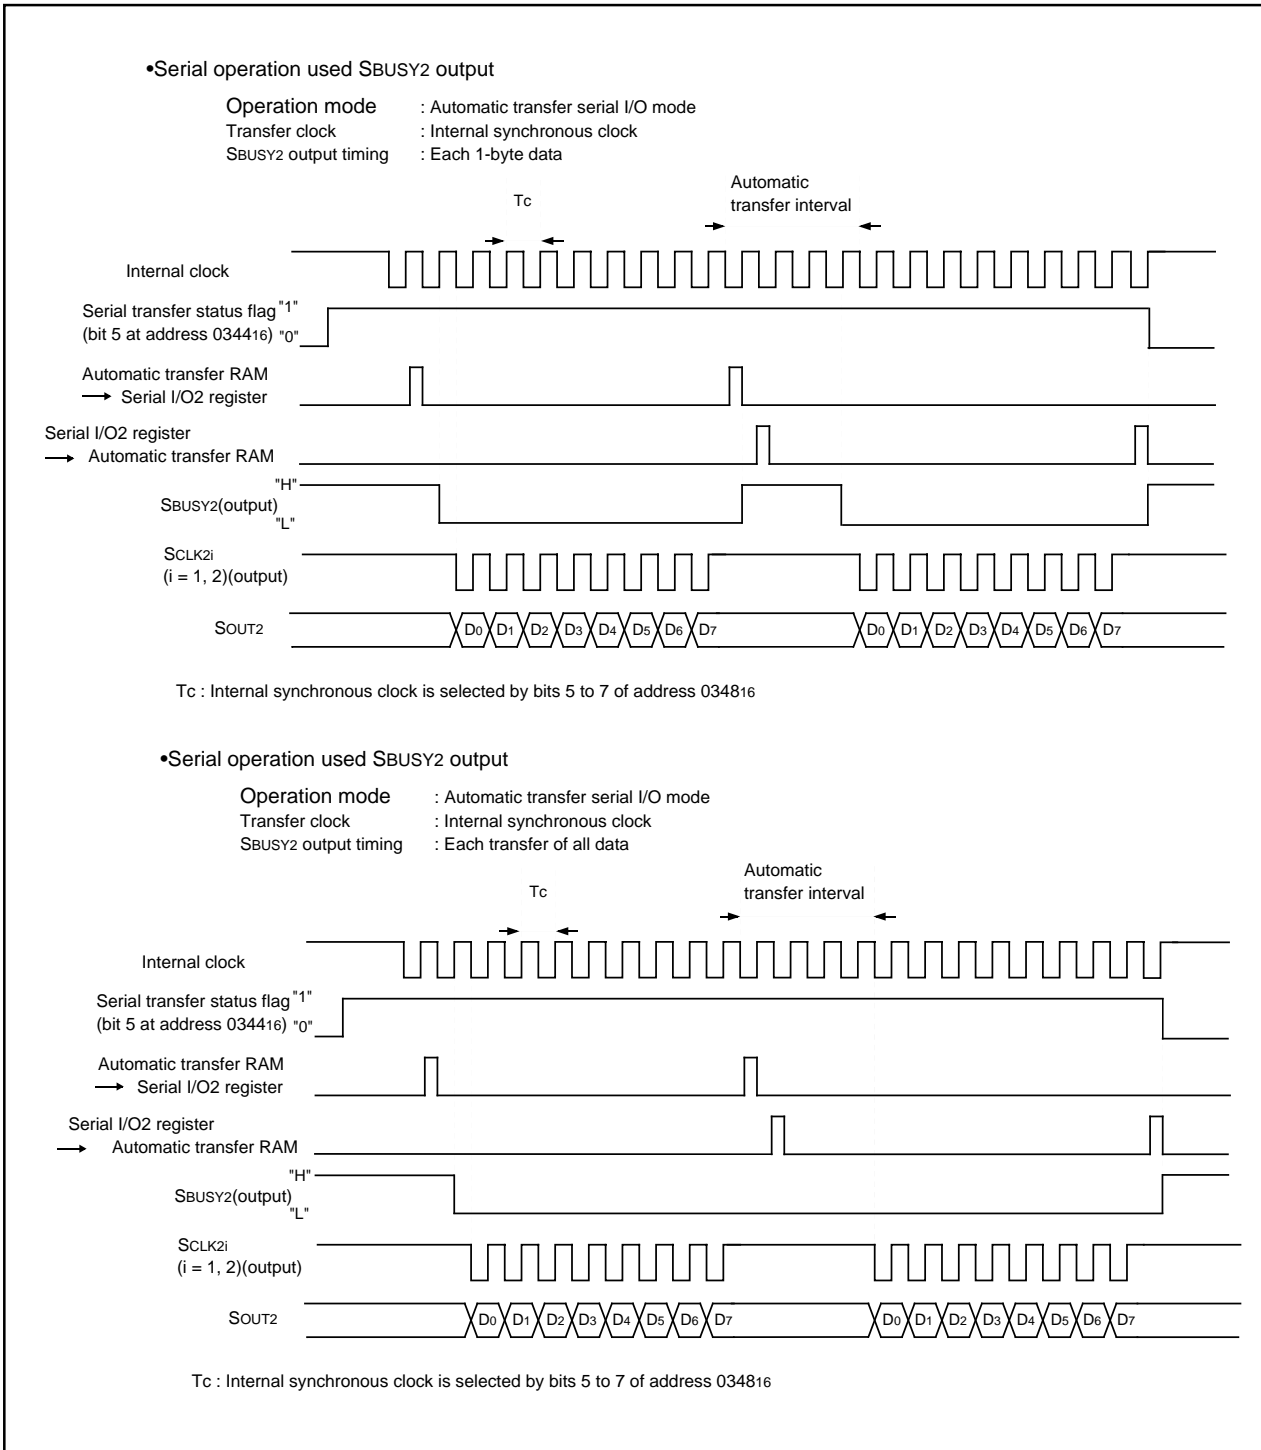 •Serial operation used SBUSY2 output
Operation mode : Automatic transfer serial I/O mode
Transfer clock : Internal synchronous clock
SBUSY2 output timing : Each 1-byte data
Automatic
transfer interval
Tc
Internal clock
Serial transfer status flag "1"
(bit 5 at address 034416) "0"
Automatic transfer RAM
→ Serial I/O2 register
Serial I/O2 register
→ Automatic transfer RAM
"H"
SBUSY2(output)
"L"
SCLK2i
(i = 1, 2)(output)
SOUT2 D0 D1 D2 D3 D4 D5 D6 D7 D0 D1 D2 D3 D4 D5 D6 D7
Tc : Internal synchronous clock is selected by bits 5 to 7 of address 034816
•Serial operation used SBUSY2 output
Operation mode : Automatic transfer serial I/O mode
Transfer clock : Internal synchronous clock
SBUSY2 output timing : Each transfer of all data
Automatic
transfer interval
Tc
Internal clock
Serial transfer status flag "1"
(bit 5 at address 034416) "0"
Automatic transfer RAM
→ Serial I/O2 register
Serial I/O2 register
→ Automatic transfer RAM
"H"
SBUSY2(output)
"L"
SCLK2i
(i = 1, 2)(output)
SOUT2 D0 D1 D2 D3 D4 D5 D6 D7 D0 D1 D2 D3 D4 D5 D6 D7
Tc : Internal synchronous clock is selected by bits 5 to 7 of address 034816